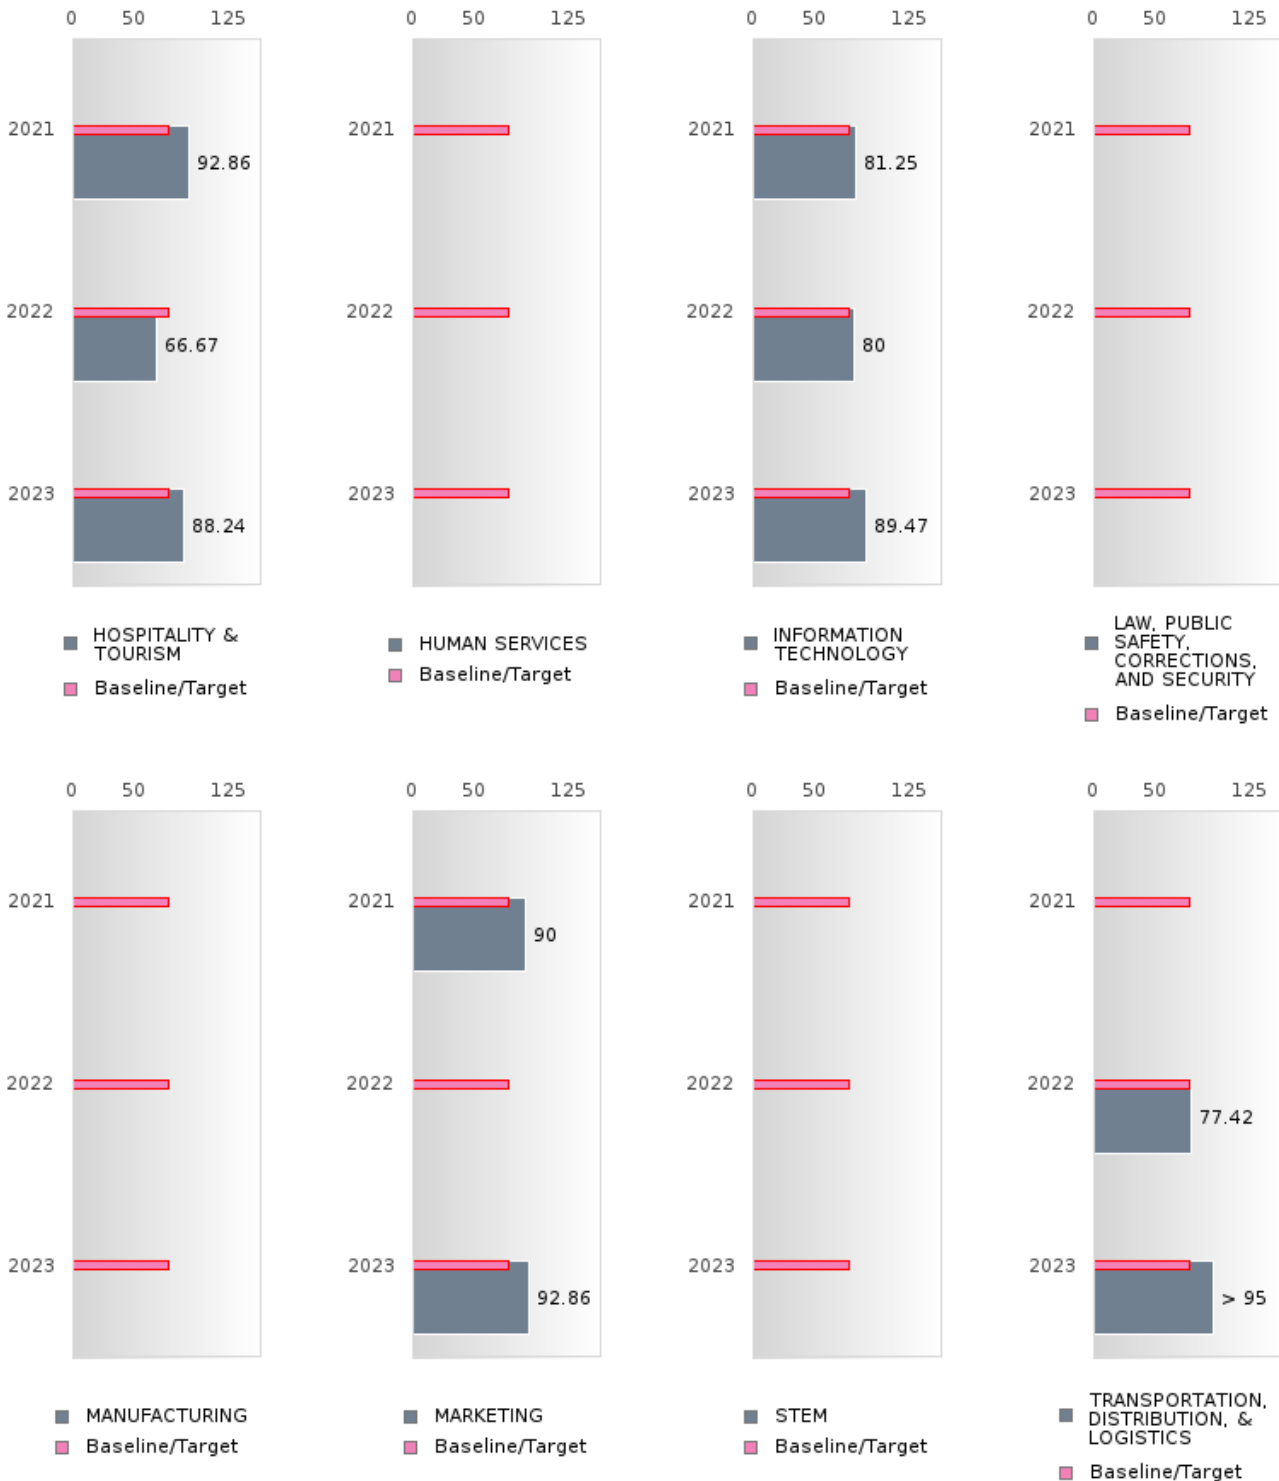 0 50 125
0 50 125
0 50 125
0 50 125
2021
92.86
2021
2021
81.25
2021
2022
66.67
2022
2022
80
2022
2023
88.24
2023
2023
89.47
2023
HOSPITALITY &
TOURISM
Baseline/Target
HUMAN SERVICES
Baseline/Target
INFORMATION
TECHNOLOGY
Baseline/Target
LAW, PUBLIC
SAFETY,
CORRECTIONS,
AND SECURITY
Baseline/Target
0 50 125
0 50 125
0 50 125
0 50 125
2021
2021
90
2021
2021
2022
2022
2022
2022
77.42
2023
2023
92.86
2023
2023
> 95
MANUFACTURING
Baseline/Target
MARKETING
Baseline/Target
STEM
Baseline/Target
TRANSPORTATION,
DISTRIBUTION, &
LOGISTICS
Baseline/Target